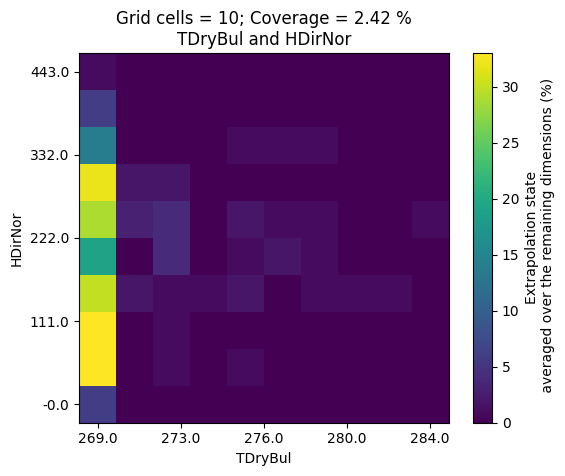 Grid cells = 10; Coverage = 2.42 %
TDryBul and HDirNor
443.0
332.0
222.0
111.0
-0.0
HDirNor
269.0 273.0 276.0 280.0 284.0
TDryBul
30
25
20
15
10
5
0
Extrapolation state
averaged over the remaining dimensions (%)